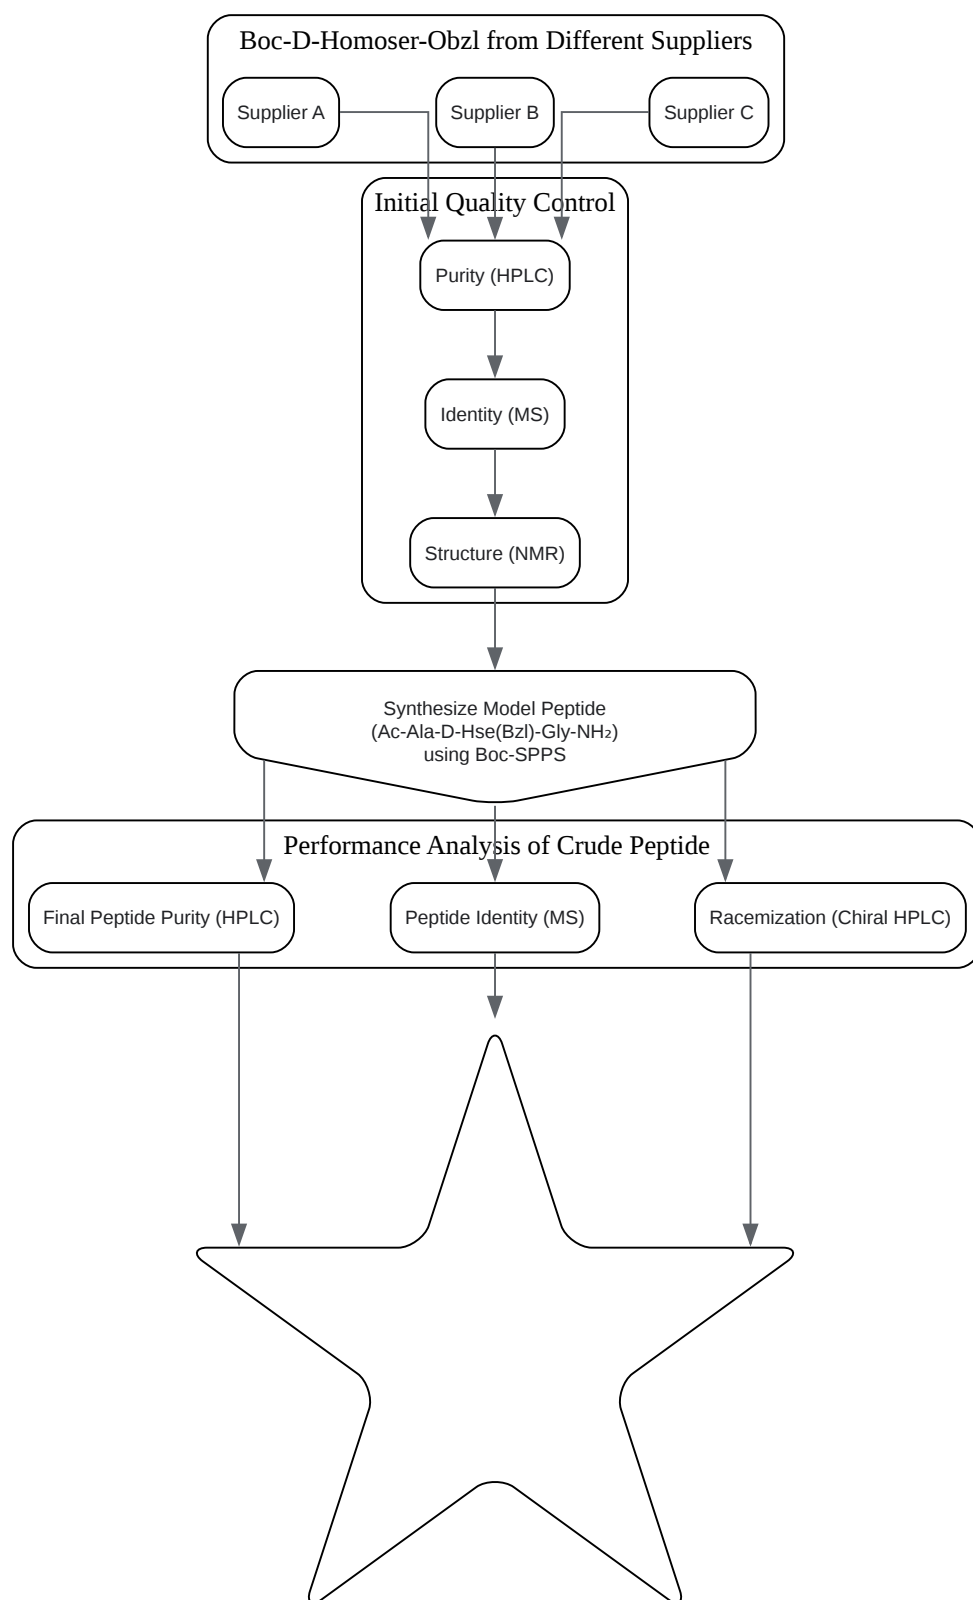 Boc-D-Homoser-Obzl from Different Suppliers
Supplier A
Supplier B
Supplier C
Initial Quality Control
Purity (HPLC)
Identity (MS)
Structure (NMR)
Synthesize Model Peptide
(Ac-Ala-D-Hse(Bzl)-Gly-NH₂)
using Boc-SPPS
Performance Analysis of Crude Peptide
Final Peptide Purity (HPLC)
Peptide Identity (MS)
Racemization (Chiral HPLC)